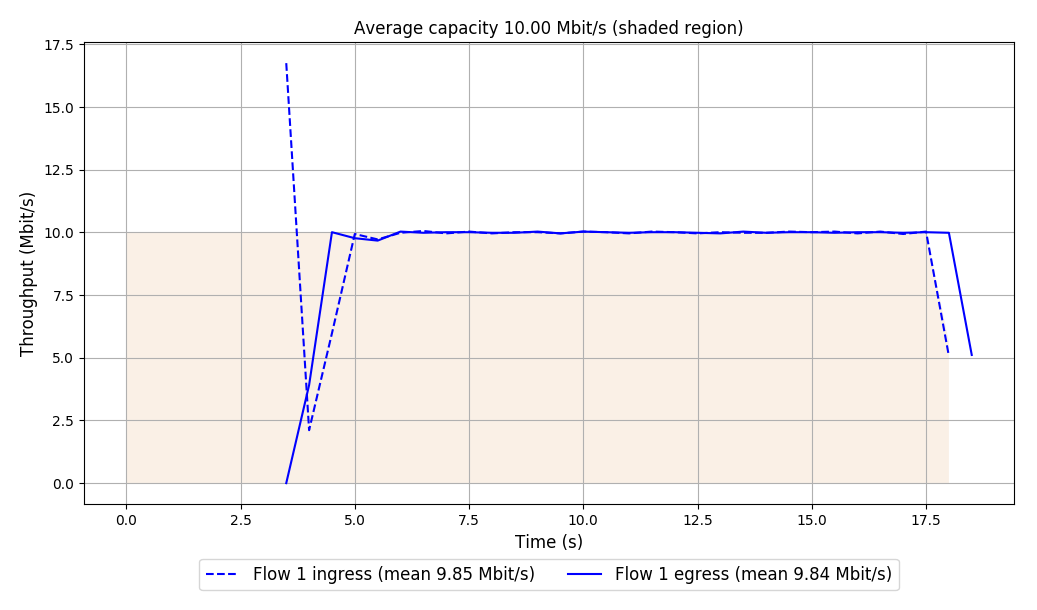 Average capacity 10.00 Mbit/s (shaded region)
Throughput (Mbit/s)
17.5
15.0
12.5
10.0
7.5
5.0
2.5
0.0
0.0 2.5 5.0 7.5 10.0 12.5 15.0 17.5
Time (s)
Flow 1 ingress (mean 9.85 Mbit/s) Flow 1 egress (mean 9.84 Mbit/s)